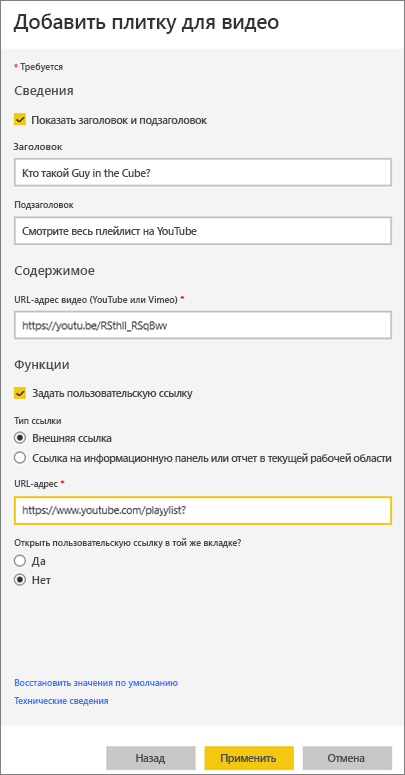 Добавить плитку для видео
* Требуется
Сведения
Показать заголовок и подзаголовок
Заголовок
Кто такой Guy in the Cube?
Подзаголовок
Смотрите весь плейлист на YouTube
Содержимое
URL-адрес видео (YouTube или Vimeo) *
https://youtu.be/RSthlI_RSqBwv
Функции
Задать пользовательскую ссылку
Тип ссылки
Внешняя ссылка
Ссылка на информационную панель или отчет в текущей рабочей области
URL-адрес *
https://www.youtube.com/playylist?
Открыть пользовательскую ссылку в той же вкладке?
Да
Нет
Восстановить значения по умолчанию
Технические сведения
Назад Применить Отмена